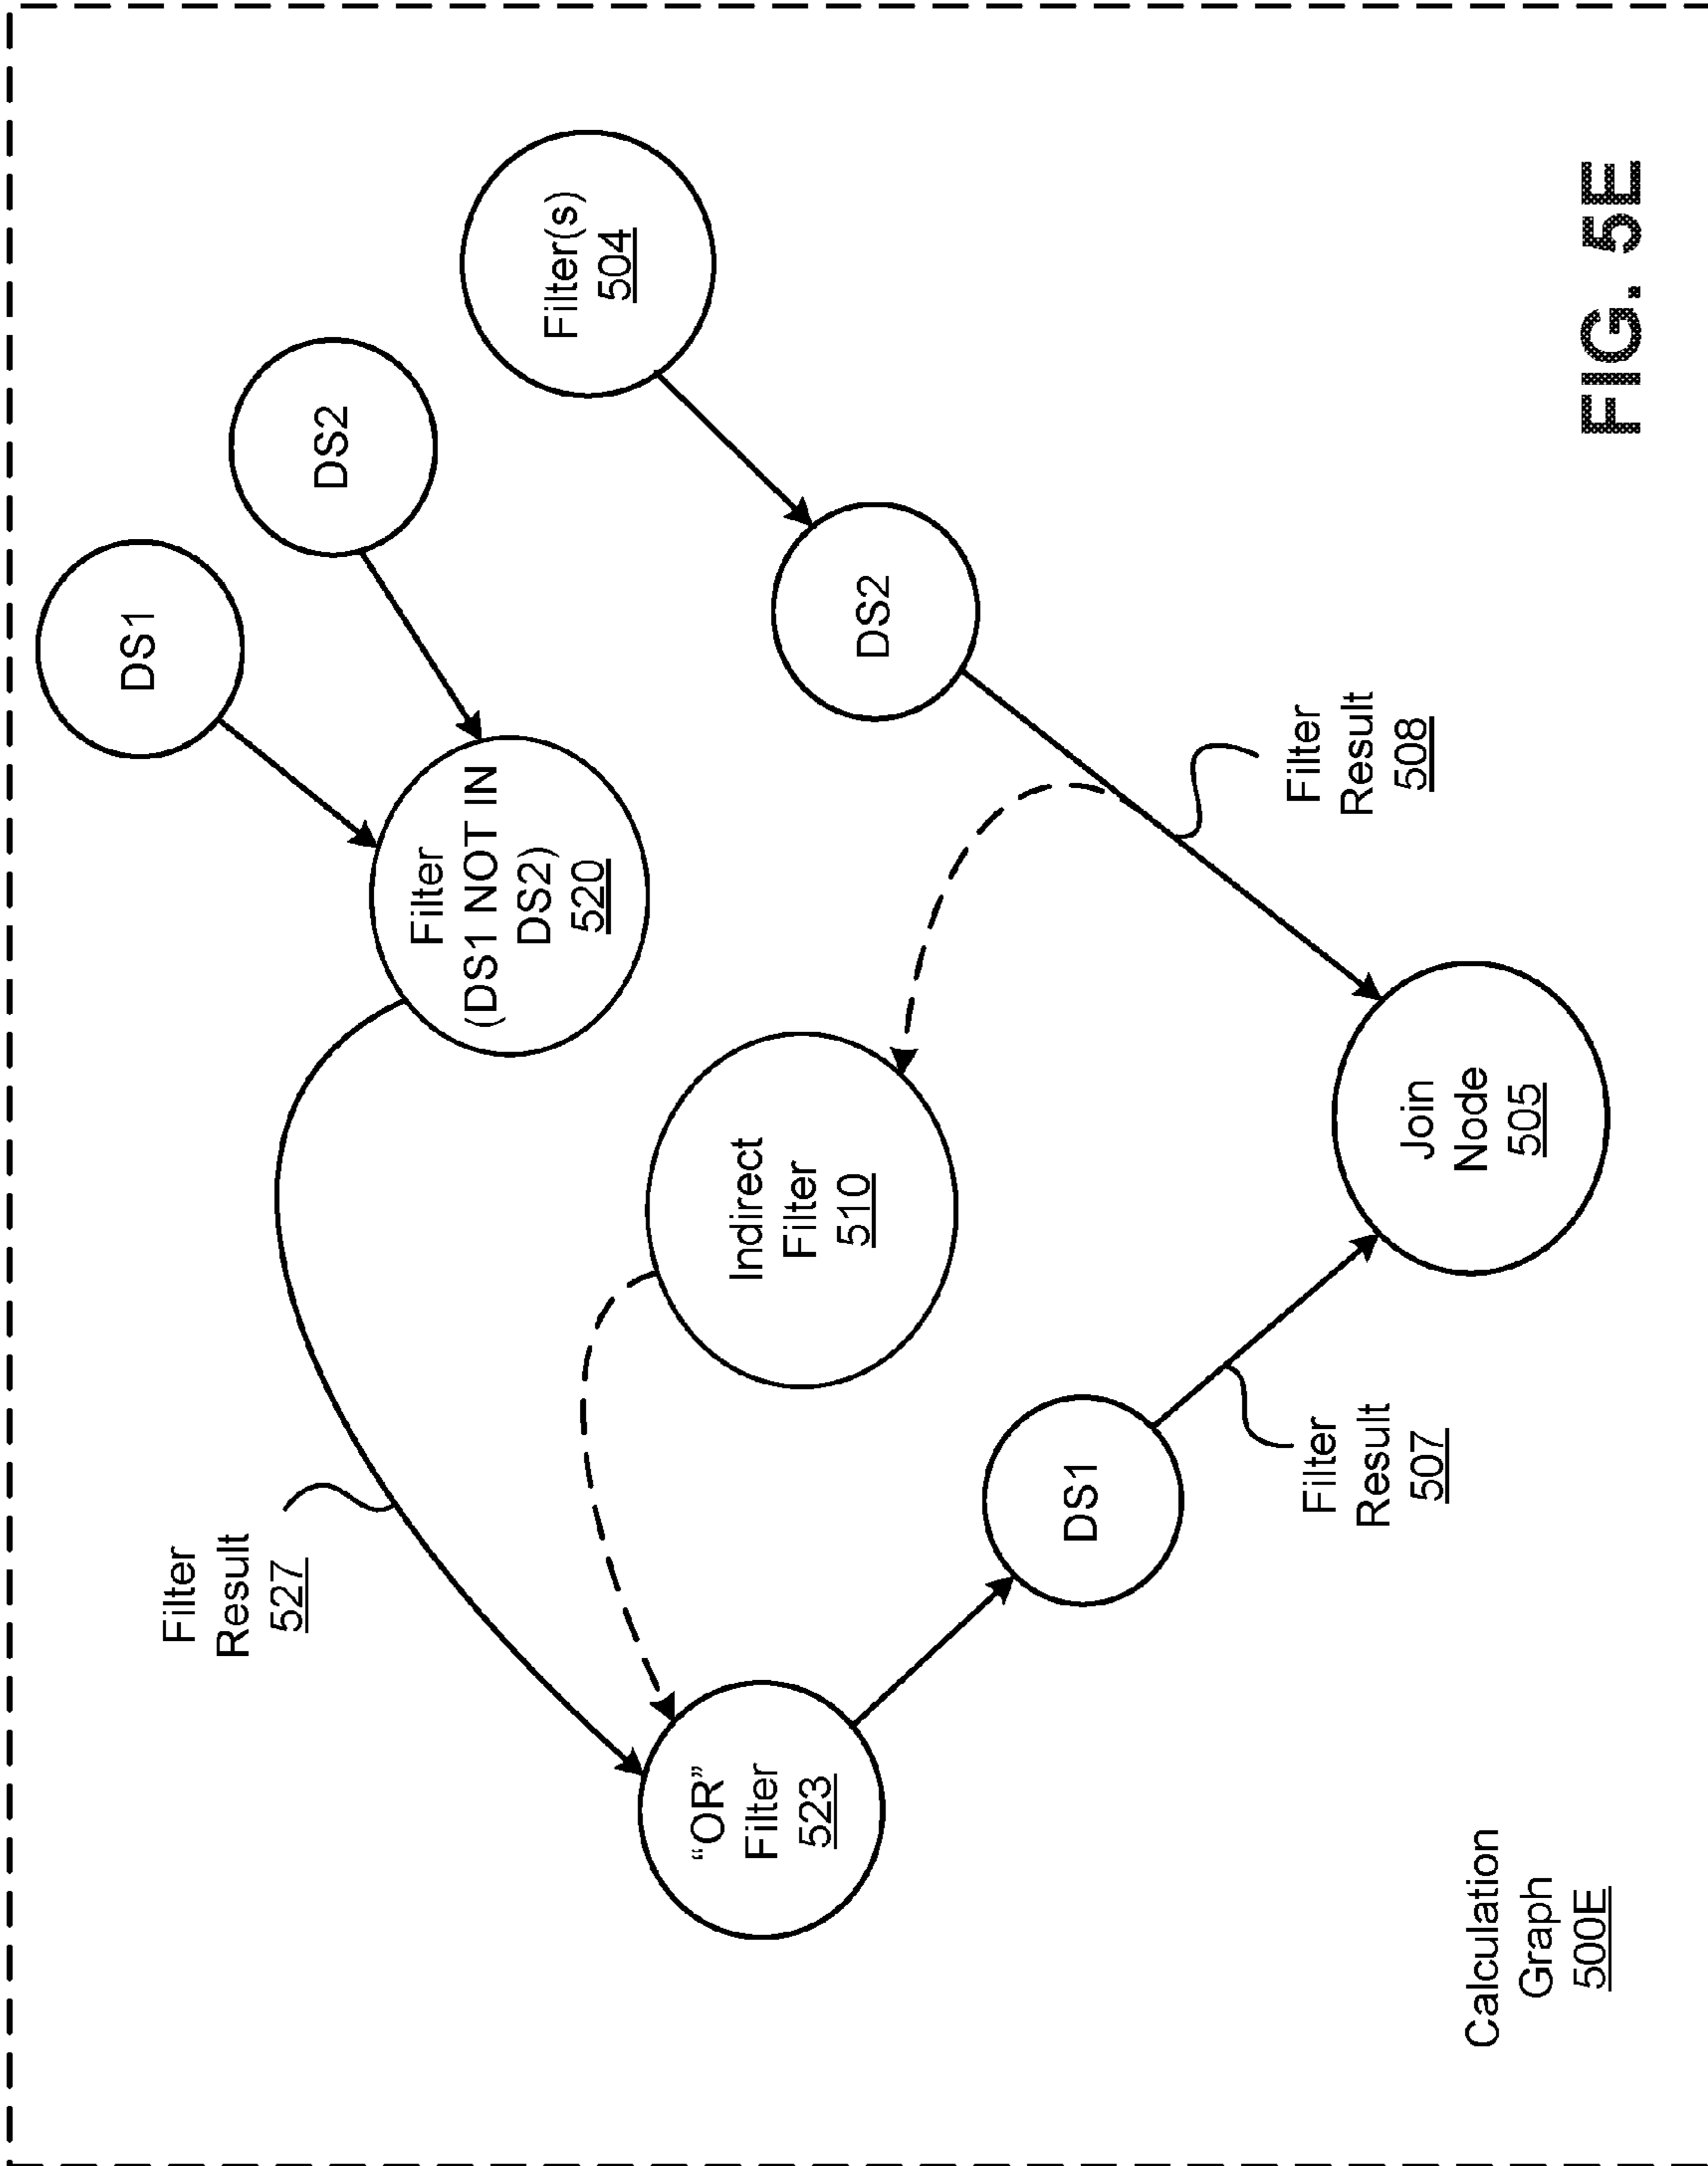 DS1
DS2
Filter
(DS1 NOT IN
DS2)
520
Filter(s)
504
Filter
Result
527
Indirect
Filter
510
DS2
"OR"
Filter
523
DS1
Filter
Result
508
Filter
Result
507
Join
Node
505
Calculation
Graph
500E
FIG. 5E